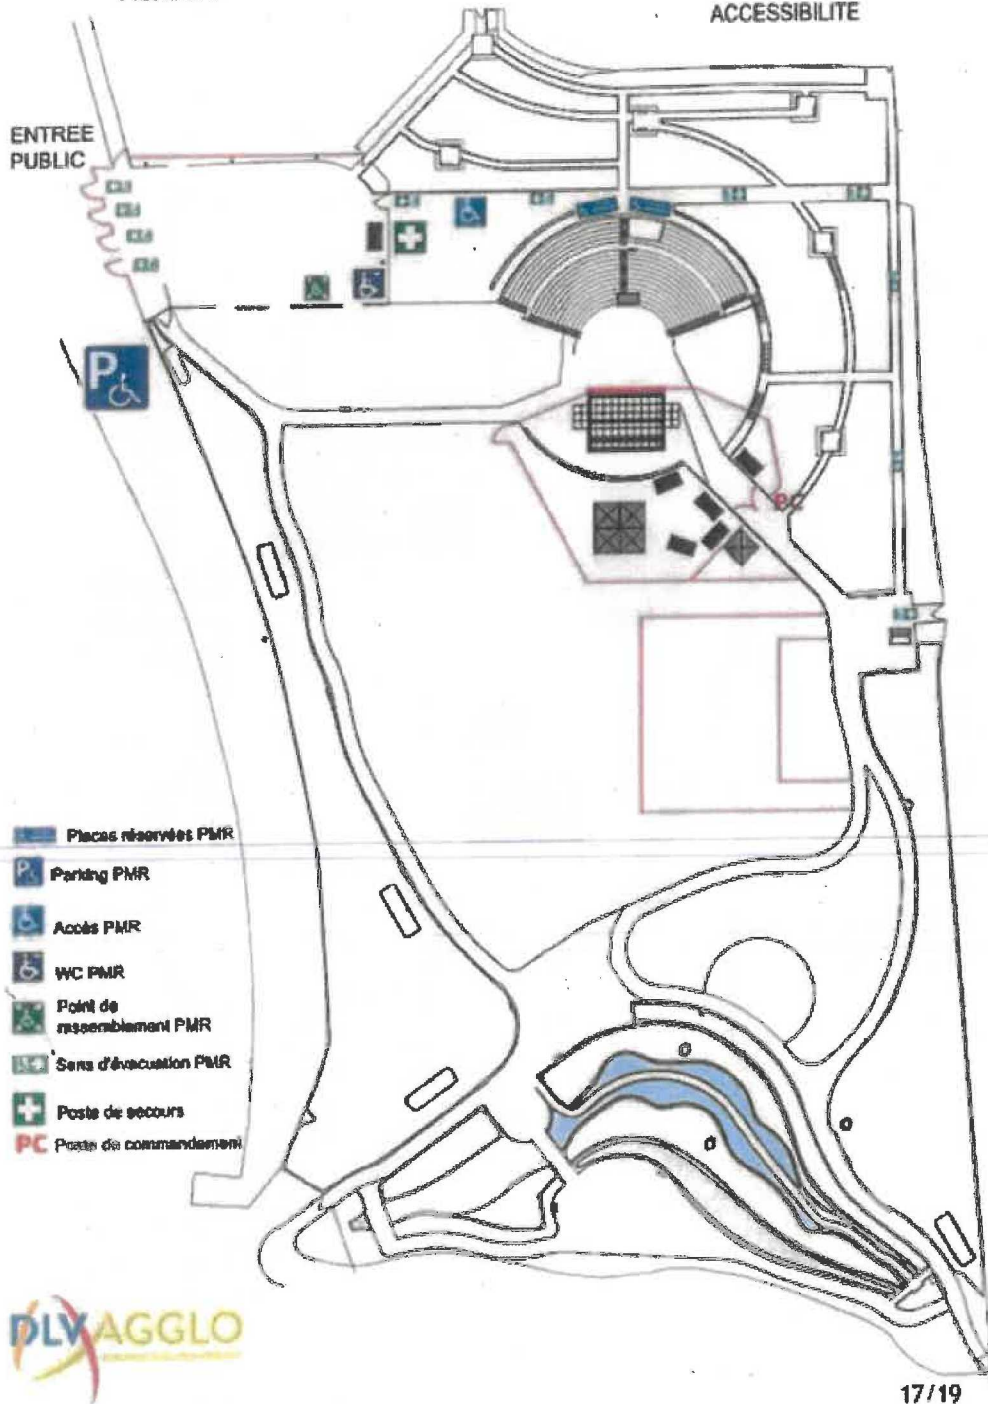 ACCESSIBILITE
ENTREE
PUBLIC
P
PC
Places réservées PMR
P
Parking PMR
Accès PMR
WC PMR
Point de
rassemblement PMR
Sens d'évacuation PMR
Poste de secours
PC Poste de commandement
DLVAGGLO
17/19